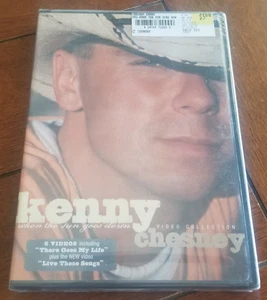 kenny
when the sun goes down
VIDEO COLLECTION
chesney
6 VIDEOS including
"There Goes My Life"
plus the NEW video!
"Live Those Songs"